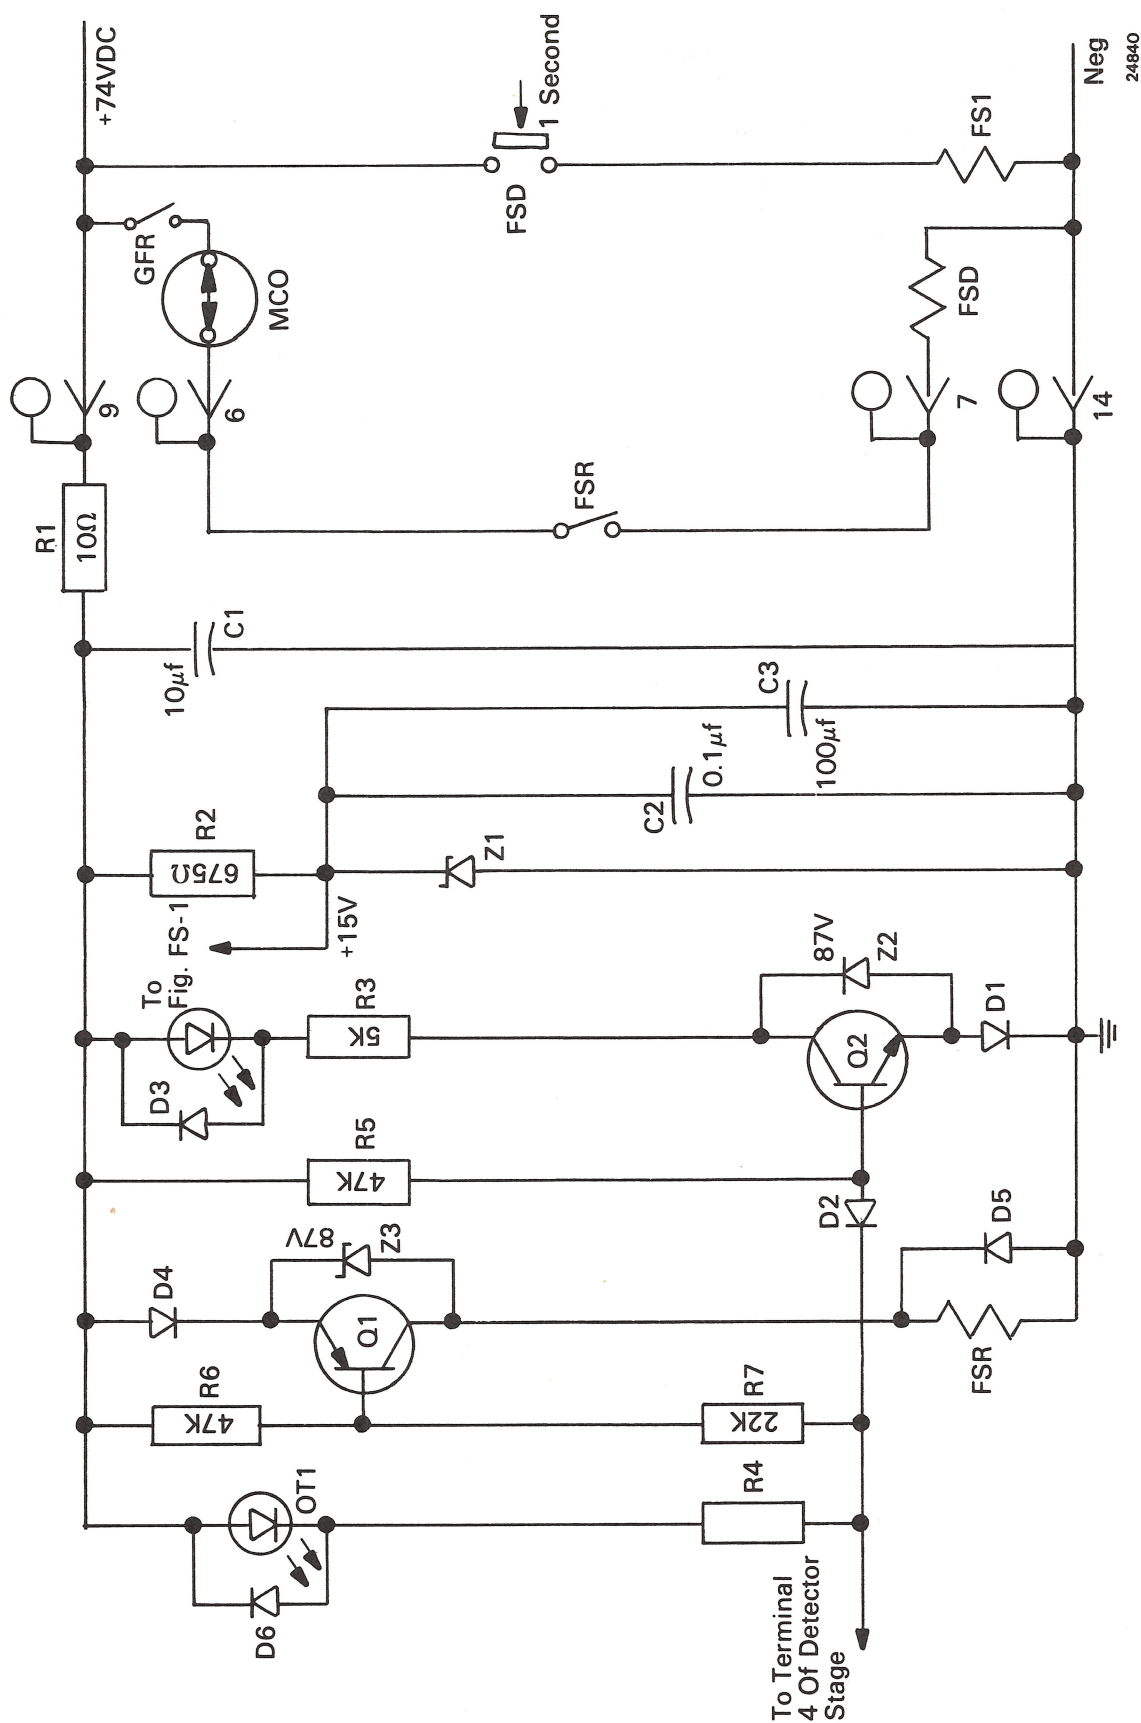 +74VDC
Neg
24840
FSD
1 Second
FS1
GFR
MCO
FSD
9
6
7
14
R1
10Ω
FSR
10µf
C1
C3
100µf
C2
0.1µf
R2
675Ω
Z1
+15V
To
Fig. FS-1
R3
5K
87V
Z2
Q2
D1
D3
R5
47K
D2
D5
D4
87V
Z3
Q1
FSR
R6
47K
R7
22K
OT1
R4
D6
To Terminal
4 Of Detector
Stage